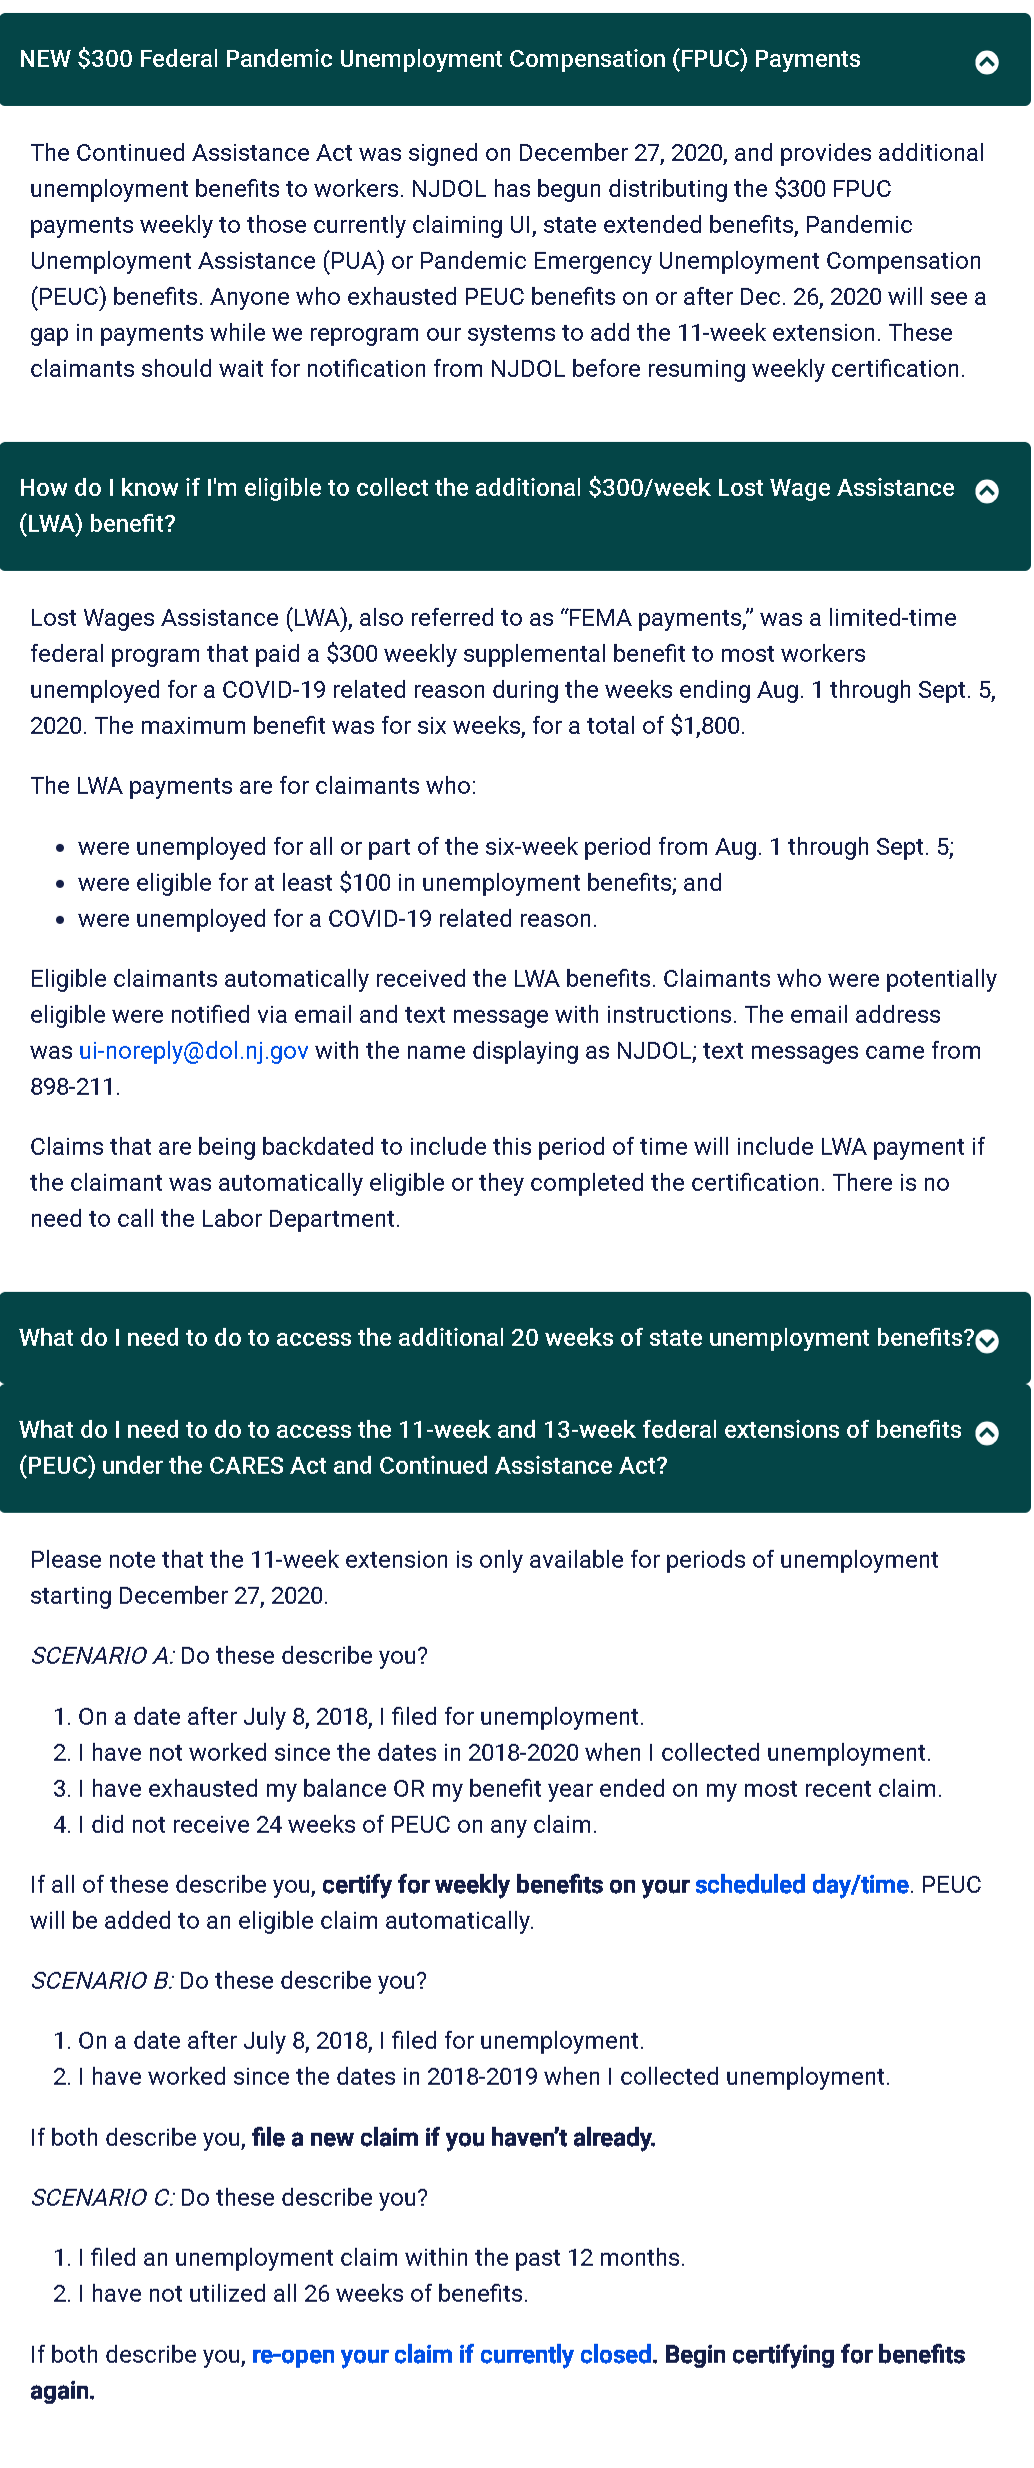 NEW $300 Federal Pandemic Unemployment Compensation (FPUC) Payments
The Continued Assistance Act was signed on December 27, 2020, and provides additional
unemployment benefits to workers. NJDOL has begun distributing the $300 FPUC
payments weekly to those currently claiming UI, state extended benefits, Pandemic
Unemployment Assistance (PUA) or Pandemic Emergency Unemployment Compensation
(PEUC) benefits. Anyone who exhausted PEUC benefits on or after Dec. 26, 2020 will see a
gap in payments while we reprogram our systems to add the 11-week extension. These
claimants should wait for notification from NJDOL before resuming weekly certification.
How do I know if I'm eligible to collect the additional $300/week Lost Wage Assistance
(LWA) benefit?
Lost Wages Assistance (LWA), also referred to as “FEMA payments,” was a limited-time
federal program that paid a $300 weekly supplemental benefit to most workers
unemployed for a COVID-19 related reason during the weeks ending Aug. 1 through Sept. 5,
2020. The maximum benefit was for six weeks, for a total of $1,800.
The LWA payments are for claimants who:
• were unemployed for all or part of the six-week period from Aug. 1 through Sept. 5;
• were eligible for at least $100 in unemployment benefits; and
• were unemployed for a COVID-19 related reason.
Eligible claimants automatically received the LWA benefits. Claimants who were potentially
eligible were notified via email and text message with instructions. The email address
was ui-noreply@dol.nj.gov with the name displaying as NJDOL; text messages came from
898-211.
Claims that are being backdated to include this period of time will include LWA payment if
the claimant was automatically eligible or they completed the certification. There is no
need to call the Labor Department.
What do I need to do to access the additional 20 weeks of state unemployment benefits?
What do I need to do to access the 11-week and 13-week federal extensions of benefits
(PEUC) under the CARES Act and Continued Assistance Act?
Please note that the 11-week extension is only available for periods of unemployment
starting December 27, 2020.
SCENARIO A: Do these describe you?
1. On a date after July 8, 2018, I filed for unemployment.
2. I have not worked since the dates in 2018-2020 when I collected unemployment.
3. I have exhausted my balance OR my benefit year ended on my most recent claim.
4. I did not receive 24 weeks of PEUC on any claim.
If all of these describe you, certify for weekly benefits on your scheduled day/time. PEUC
will be added to an eligible claim automatically.
SCENARIO B: Do these describe you?
1. On a date after July 8, 2018, I filed for unemployment.
2. I have worked since the dates in 2018-2019 when I collected unemployment.
If both describe you, file a new claim if you haven’t already.
SCENARIO C: Do these describe you?
1. I filed an unemployment claim within the past 12 months.
2. I have not utilized all 26 weeks of benefits.
If both describe you, re-open your claim if currently closed. Begin certifying for benefits
again.